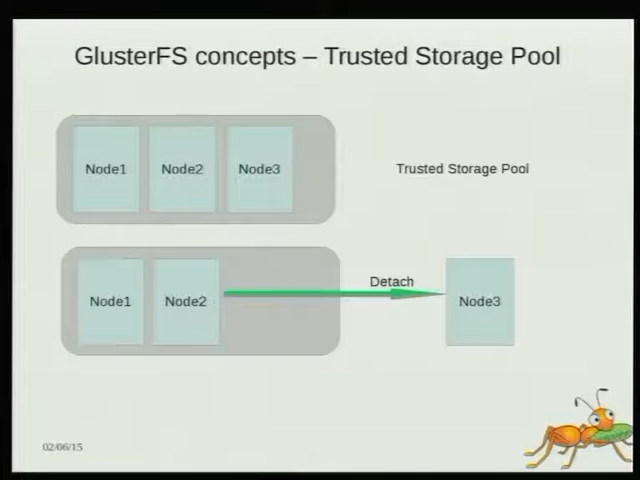 GlusterFS concepts – Trusted Storage Pool
Node1
Node2
Node3
Trusted Storage Pool
Node1
Node2
Detach
Node3
02/06/15